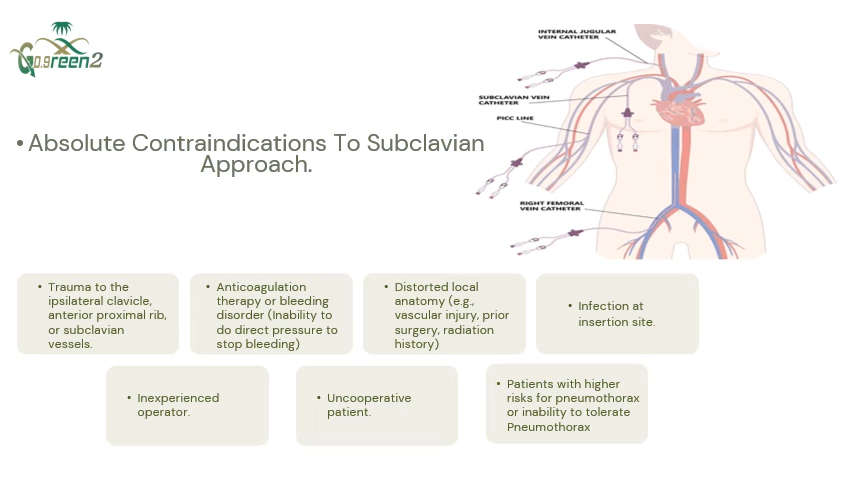 Go.green2
INTERNAL JUGULAR
VEIN CATHETER
SUBCLAVIAN VEIN
CATHETER
PICC LINE
RIGHT FEMORAL
VEIN CATHETER
• Absolute Contraindications To Subclavian
Approach.
• Trauma to the
ipsilateral clavicle,
anterior proximal rib,
or subclavian
vessels.
• Anticoagulation
therapy or bleeding
disorder (Inability to
do direct pressure to
stop bleeding)
• Distorted local
anatomy (e.g.,
vascular injury, prior
surgery, radiation
history)
• Infection at
insertion site.
• Inexperienced
operator.
• Uncooperative
patient.
• Patients with higher
risks for pneumothorax
or inability to tolerate
Pneumothorax